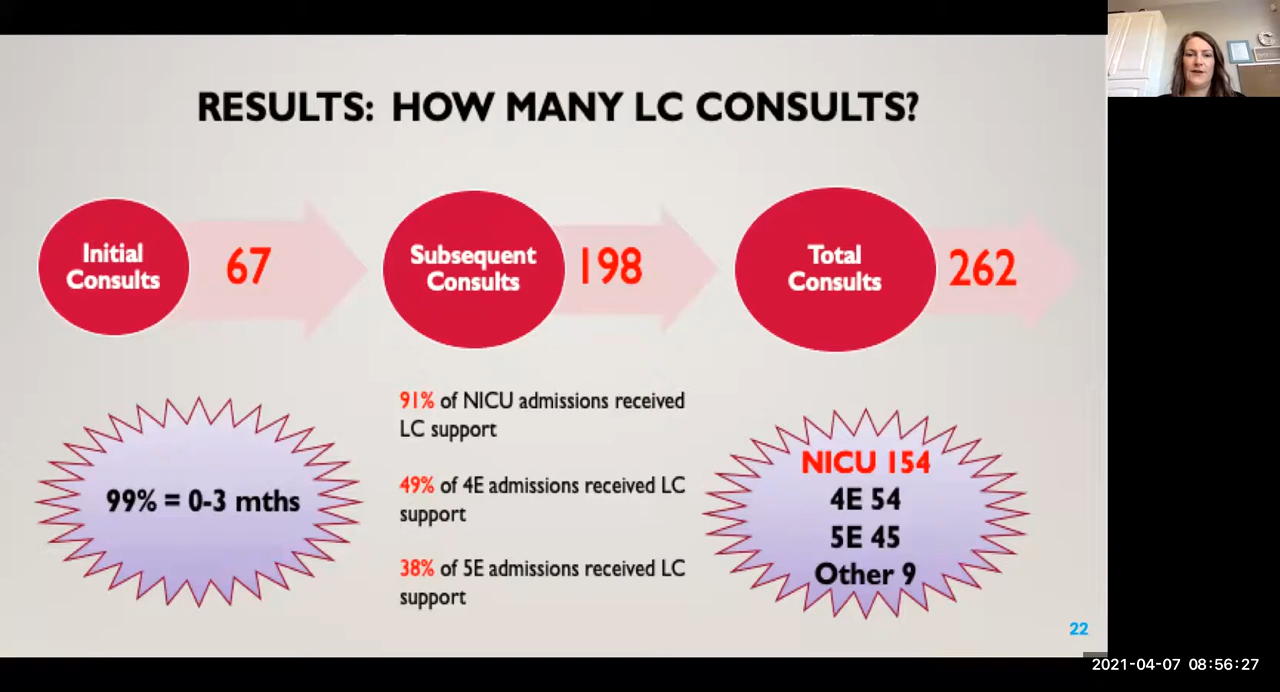 RESULTS: HOW MANY LC CONSULTS?
Initial
Consults
67
Subsequent
Consults
198
Total
Consults
262
99% = 0-3 mths
91% of NICU admissions received
LC support
49% of 4E admissions received LC
support
38% of 5E admissions received LC
support
NICU 154
4E 54
5E 45
Other 9
22
2021-04-07 08:56:27